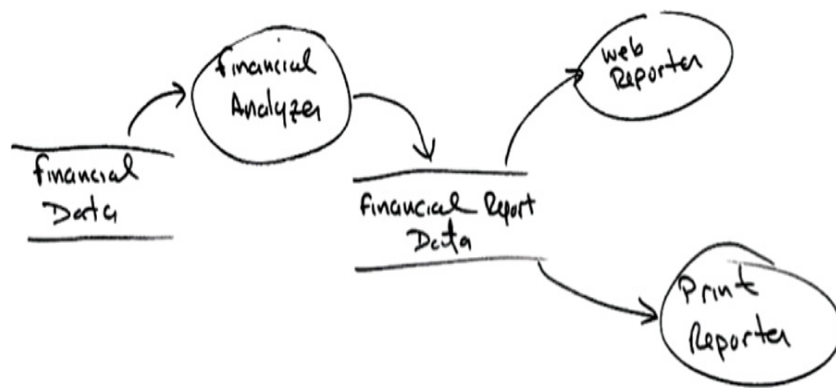 Financial
Analyzer
Web
Reporter
Financial
Data
Financial Report
Data
Print
Reporter